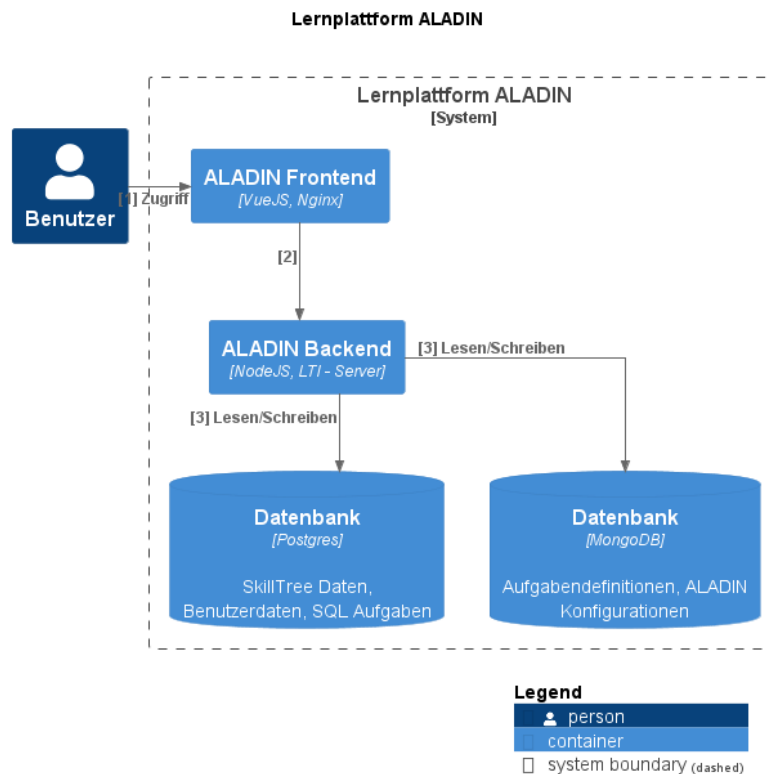 Lernplattform ALADIN
Lernplattform ALADIN
[System]
Benutzer
[1] Zugriff
ALADIN Frontend
[VueJS, Nginx]
[2]
ALADIN Backend
[NodeJS, LTI - Server]
[3] Lesen/Schreiben
[3] Lesen/Schreiben
Datenbank
[Postgres]
SkillTree Daten,
Benutzerdaten, SQL Aufgaben
Datenbank
[MongoDB]
Aufgabendefinitionen, ALADIN
Konfigurationen
Legend
person
container
system boundary (dashed)